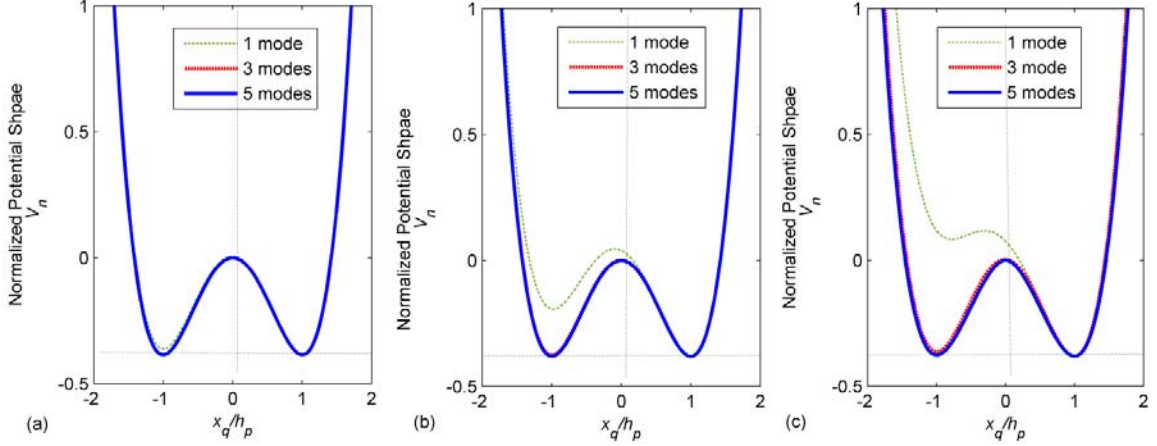 Normalized Potential Shpae
V_n
1
0.5
0
-0.5
1 mode
3 modes
5 modes
-2
-1
0
1
2
x_q/h_p
(a)
Normalized Potential Shpae
V_n
1
0.5
0
-0.5
1 mode
3 modes
5 modes
-2
-1
0
1
2
x_q/h_p
(b)
Normalized Potential Shpae
V_n
1
0.5
0
-0.5
1 mode
3 mode
5 modes
-2
-1
0
1
2
x_q/h_p
(c)